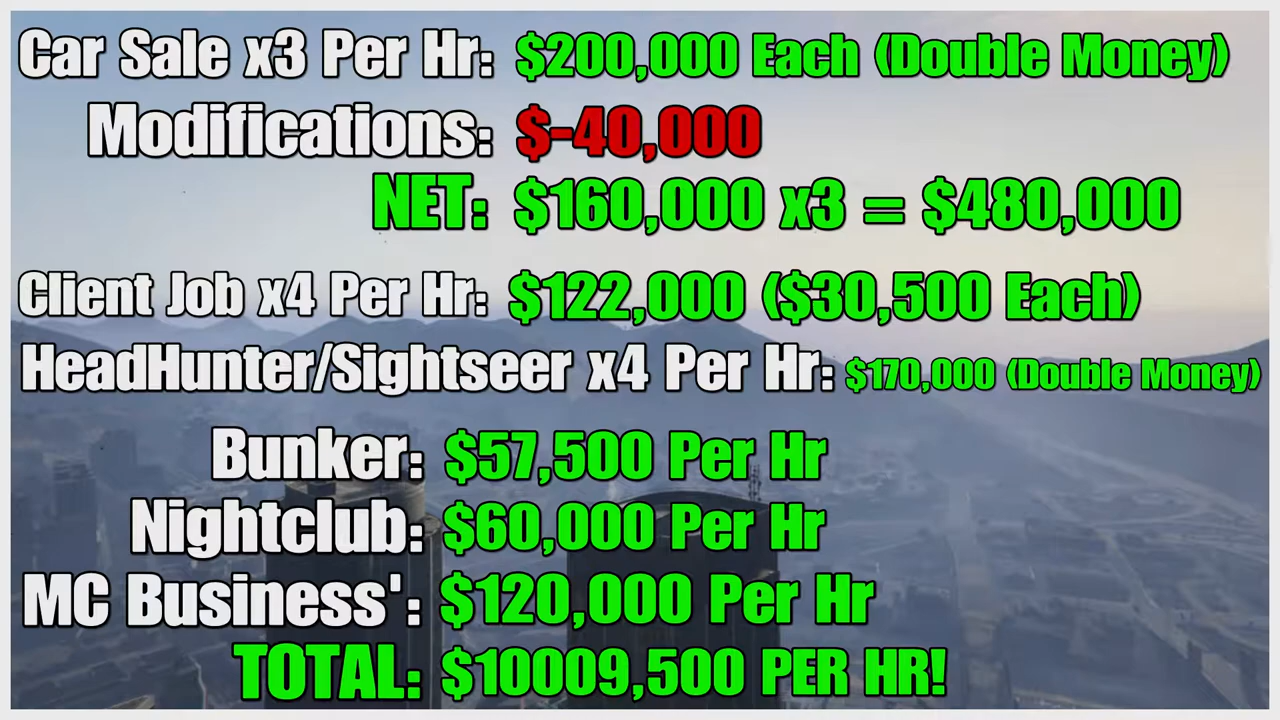 Car Sale x3 Per Hr: $200,000 Each (Double Money)
Modifications: $-40,000
NET: $160,000 x3 = $480,000
Client Job x4 Per Hr: $122,000 ($30,500 Each)
HeadHunter/Sightseer x4 Per Hr: $170,000 (Double Money)
Bunker: $57,500 Per Hr
Nightclub: $60,000 Per Hr
MC Business': $120,000 Per Hr
TOTAL: $10009,500 PER HR!